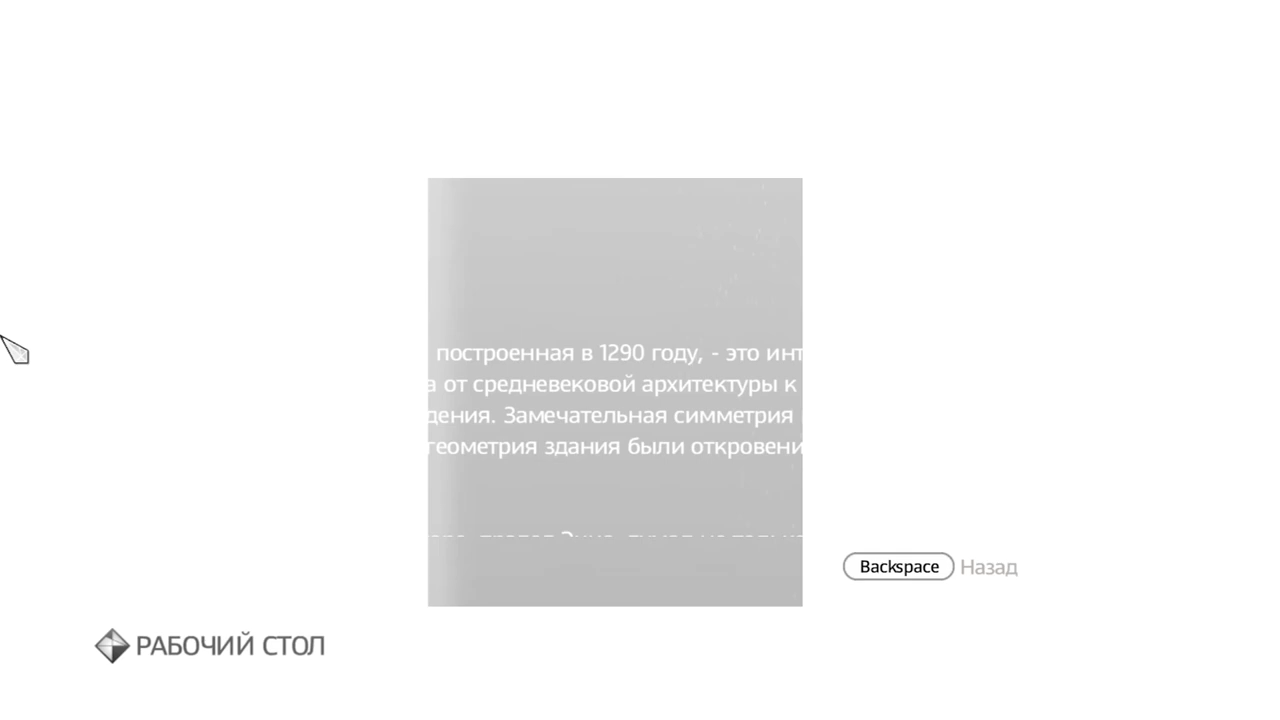 построенная в 1290 году, - это инт
а от средневековой архитектуры к
дения. Замечательная симметрия
геометрия здания были откровени
Backspace Назад
РАБОЧИЙ СТОЛ